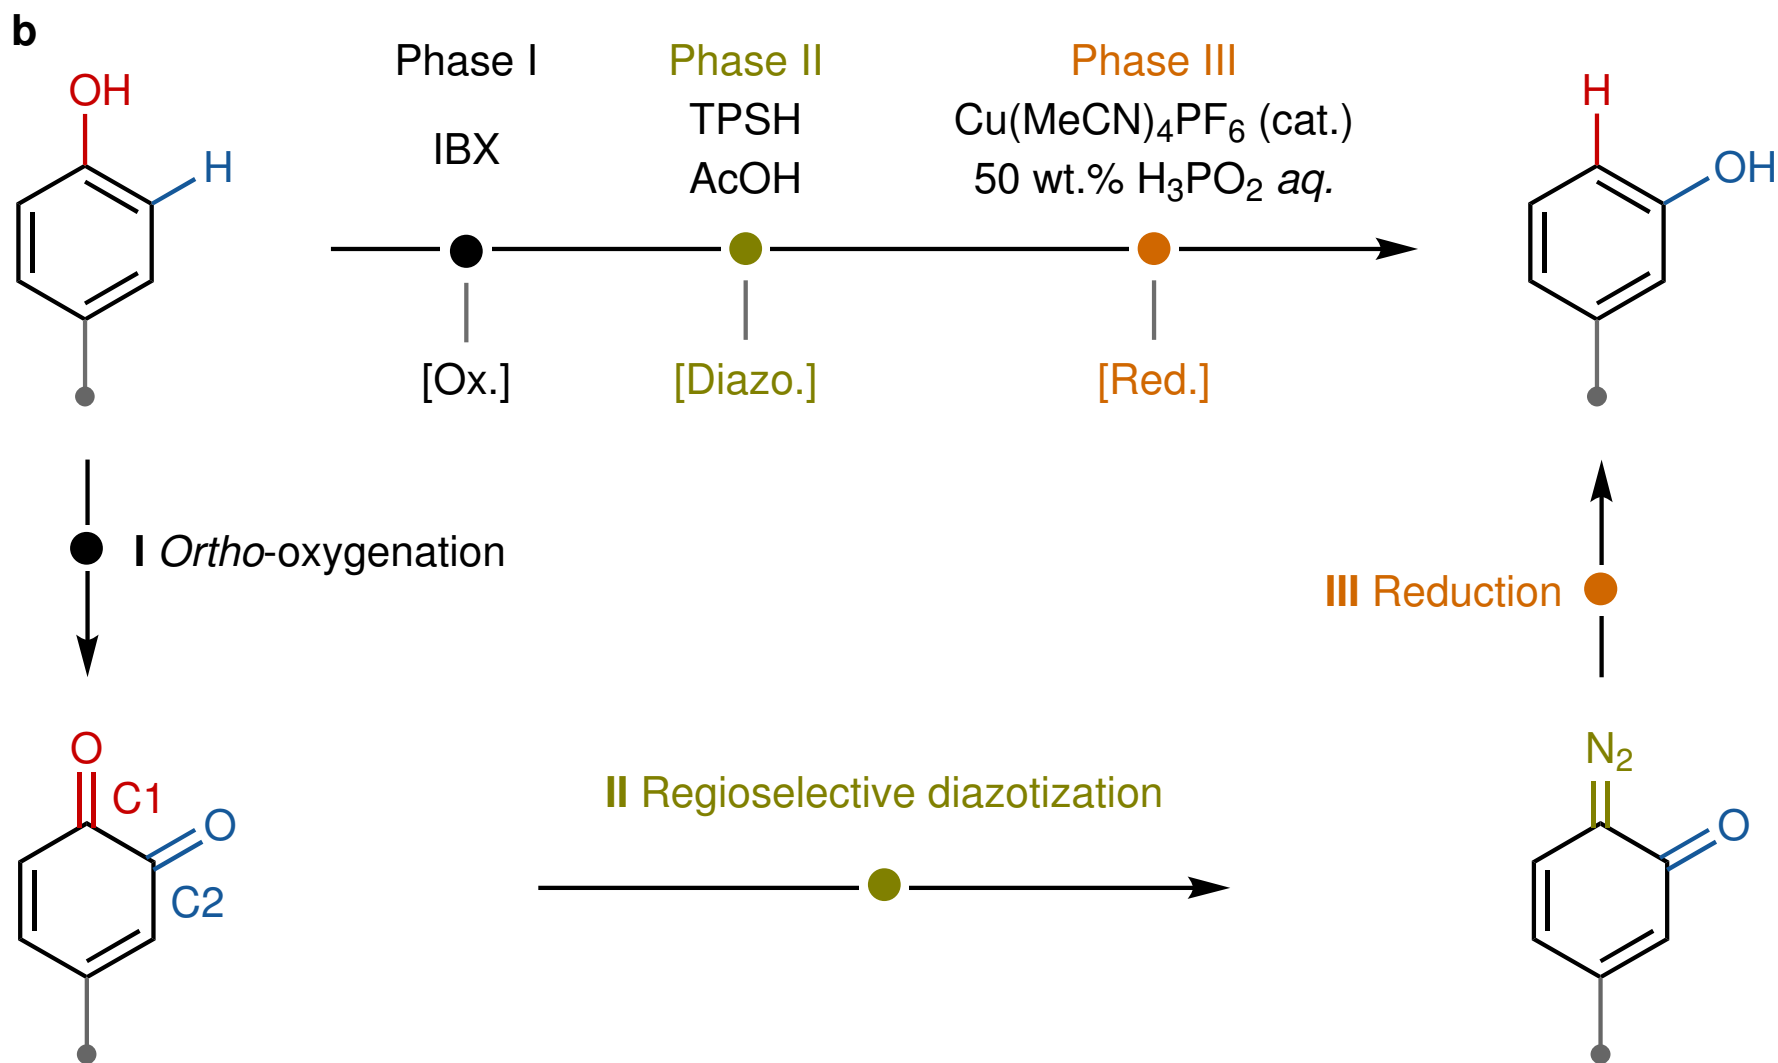 b
Phase I
Phase II
Phase III
OH
H
IBX
TPSH
AcOH
Cu(MeCN)₄PF₆ (cat.)
50 wt.% H₃PO₂ aq.
H
OH
[Ox.]
[Diazo.]
[Red.]
I Ortho-oxygenation
III Reduction
O
C1
O
C2
II Regioselective diazotization
N₂
O